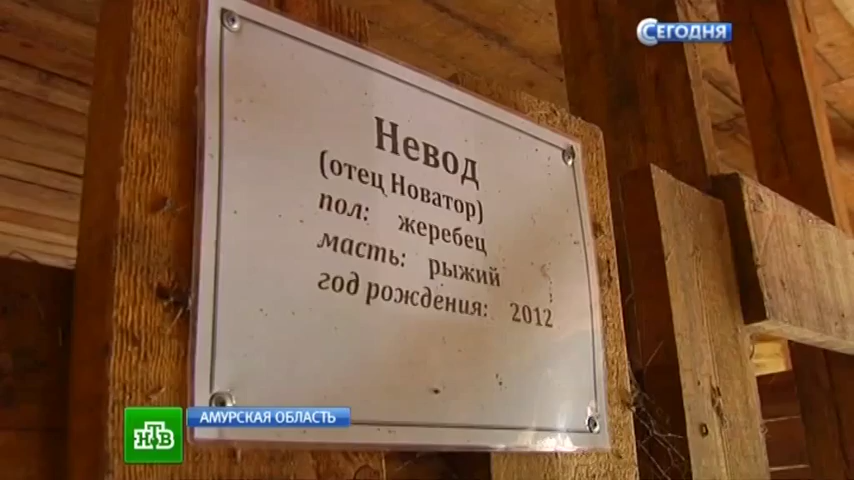 СЕГОДНЯ
Невод
(отец Новатор)
пол: жеребец
масть: рыжий
год рождения: 2012
АМУРСКАЯ ОБЛАСТЬ
НТВ